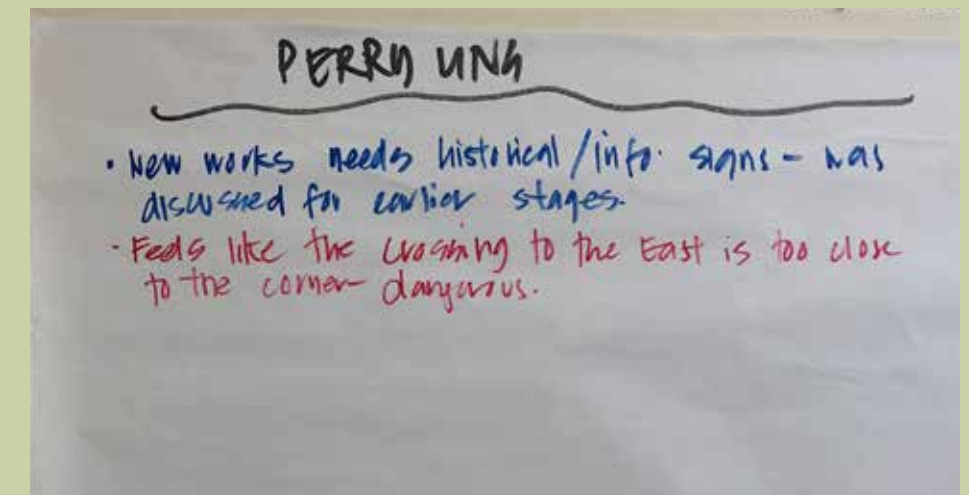 PERRY UNG
· New works needs historical/info. signs - was
discussed for earlier stages.
· Feels like the crossing to the East is too close
to the corner - dangerous.